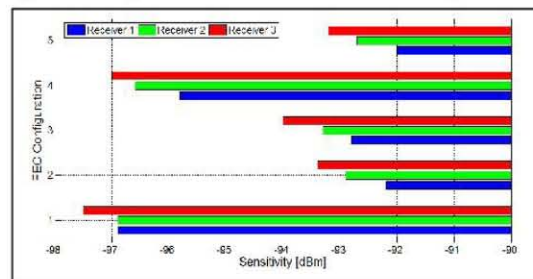 Receiver 1 Receiver 2 Receiver 3
5
4
3
2
1
FEC Configuration
-98 -97 -96 -95 -94 -93 -92 -91 -90
Sensitivity [dBm]